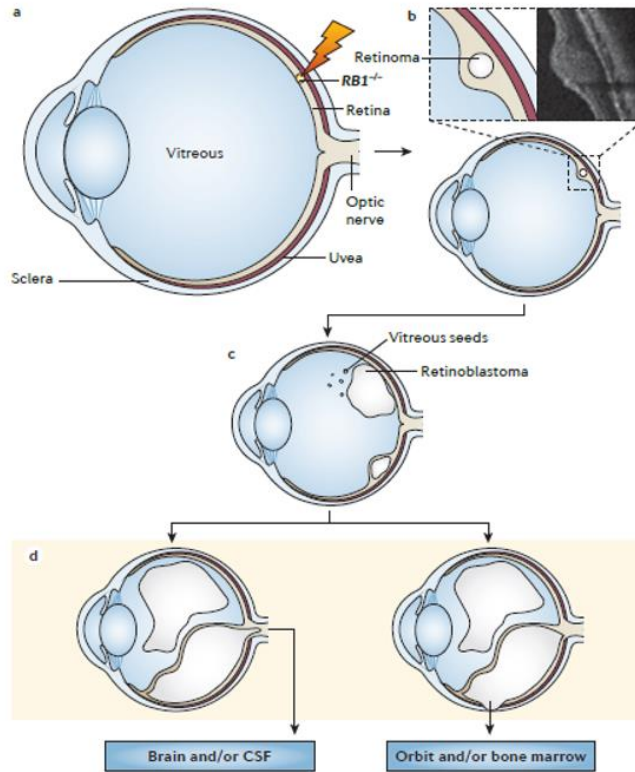 a
b
Retinoma
RB1⁻/⁻
Retina
Vitreous
Optic
nerve
Uvea
Sclera
c
Vitreous seeds
Retinoblastoma
d
Brain and/or CSF
Orbit and/or bone marrow